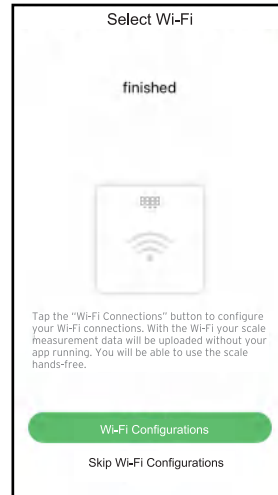 Select Wi-Fi
finished
Tap the “Wi-Fi Connections” button to configure
your Wi-Fi connections. With the Wi-Fi your scale
measurement data will be uploaded without your
app running. You will be able to use the scale
hands-free.
Wi-Fi Configurations
Skip Wi-Fi Configurations